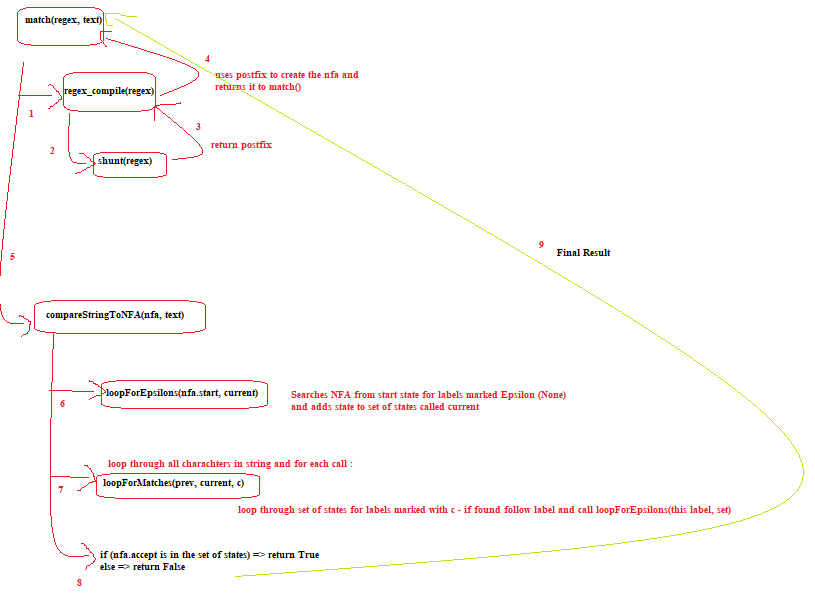 match(regex, text)
4
uses postfix to create the nfa and
returns it to match()
regex_compile(regex)
1
3
return postfix
2
shunt(regex)
9
Final Result
5
compareStringToNFA(nfa, text)
loopForEpsilons(nfa.start, current)
6
Searches NFA from start state for labels marked Epsilon (None)
and adds state to set of states called current
loop through all charachters in string and for each call :
loopForMatches(prev, current, c)
7
loop through set of states for labels marked with c - if found follow label and call loopForEpsilons(this label, set)
if (nfa.accept is in the set of states) => return True
else => return False
8